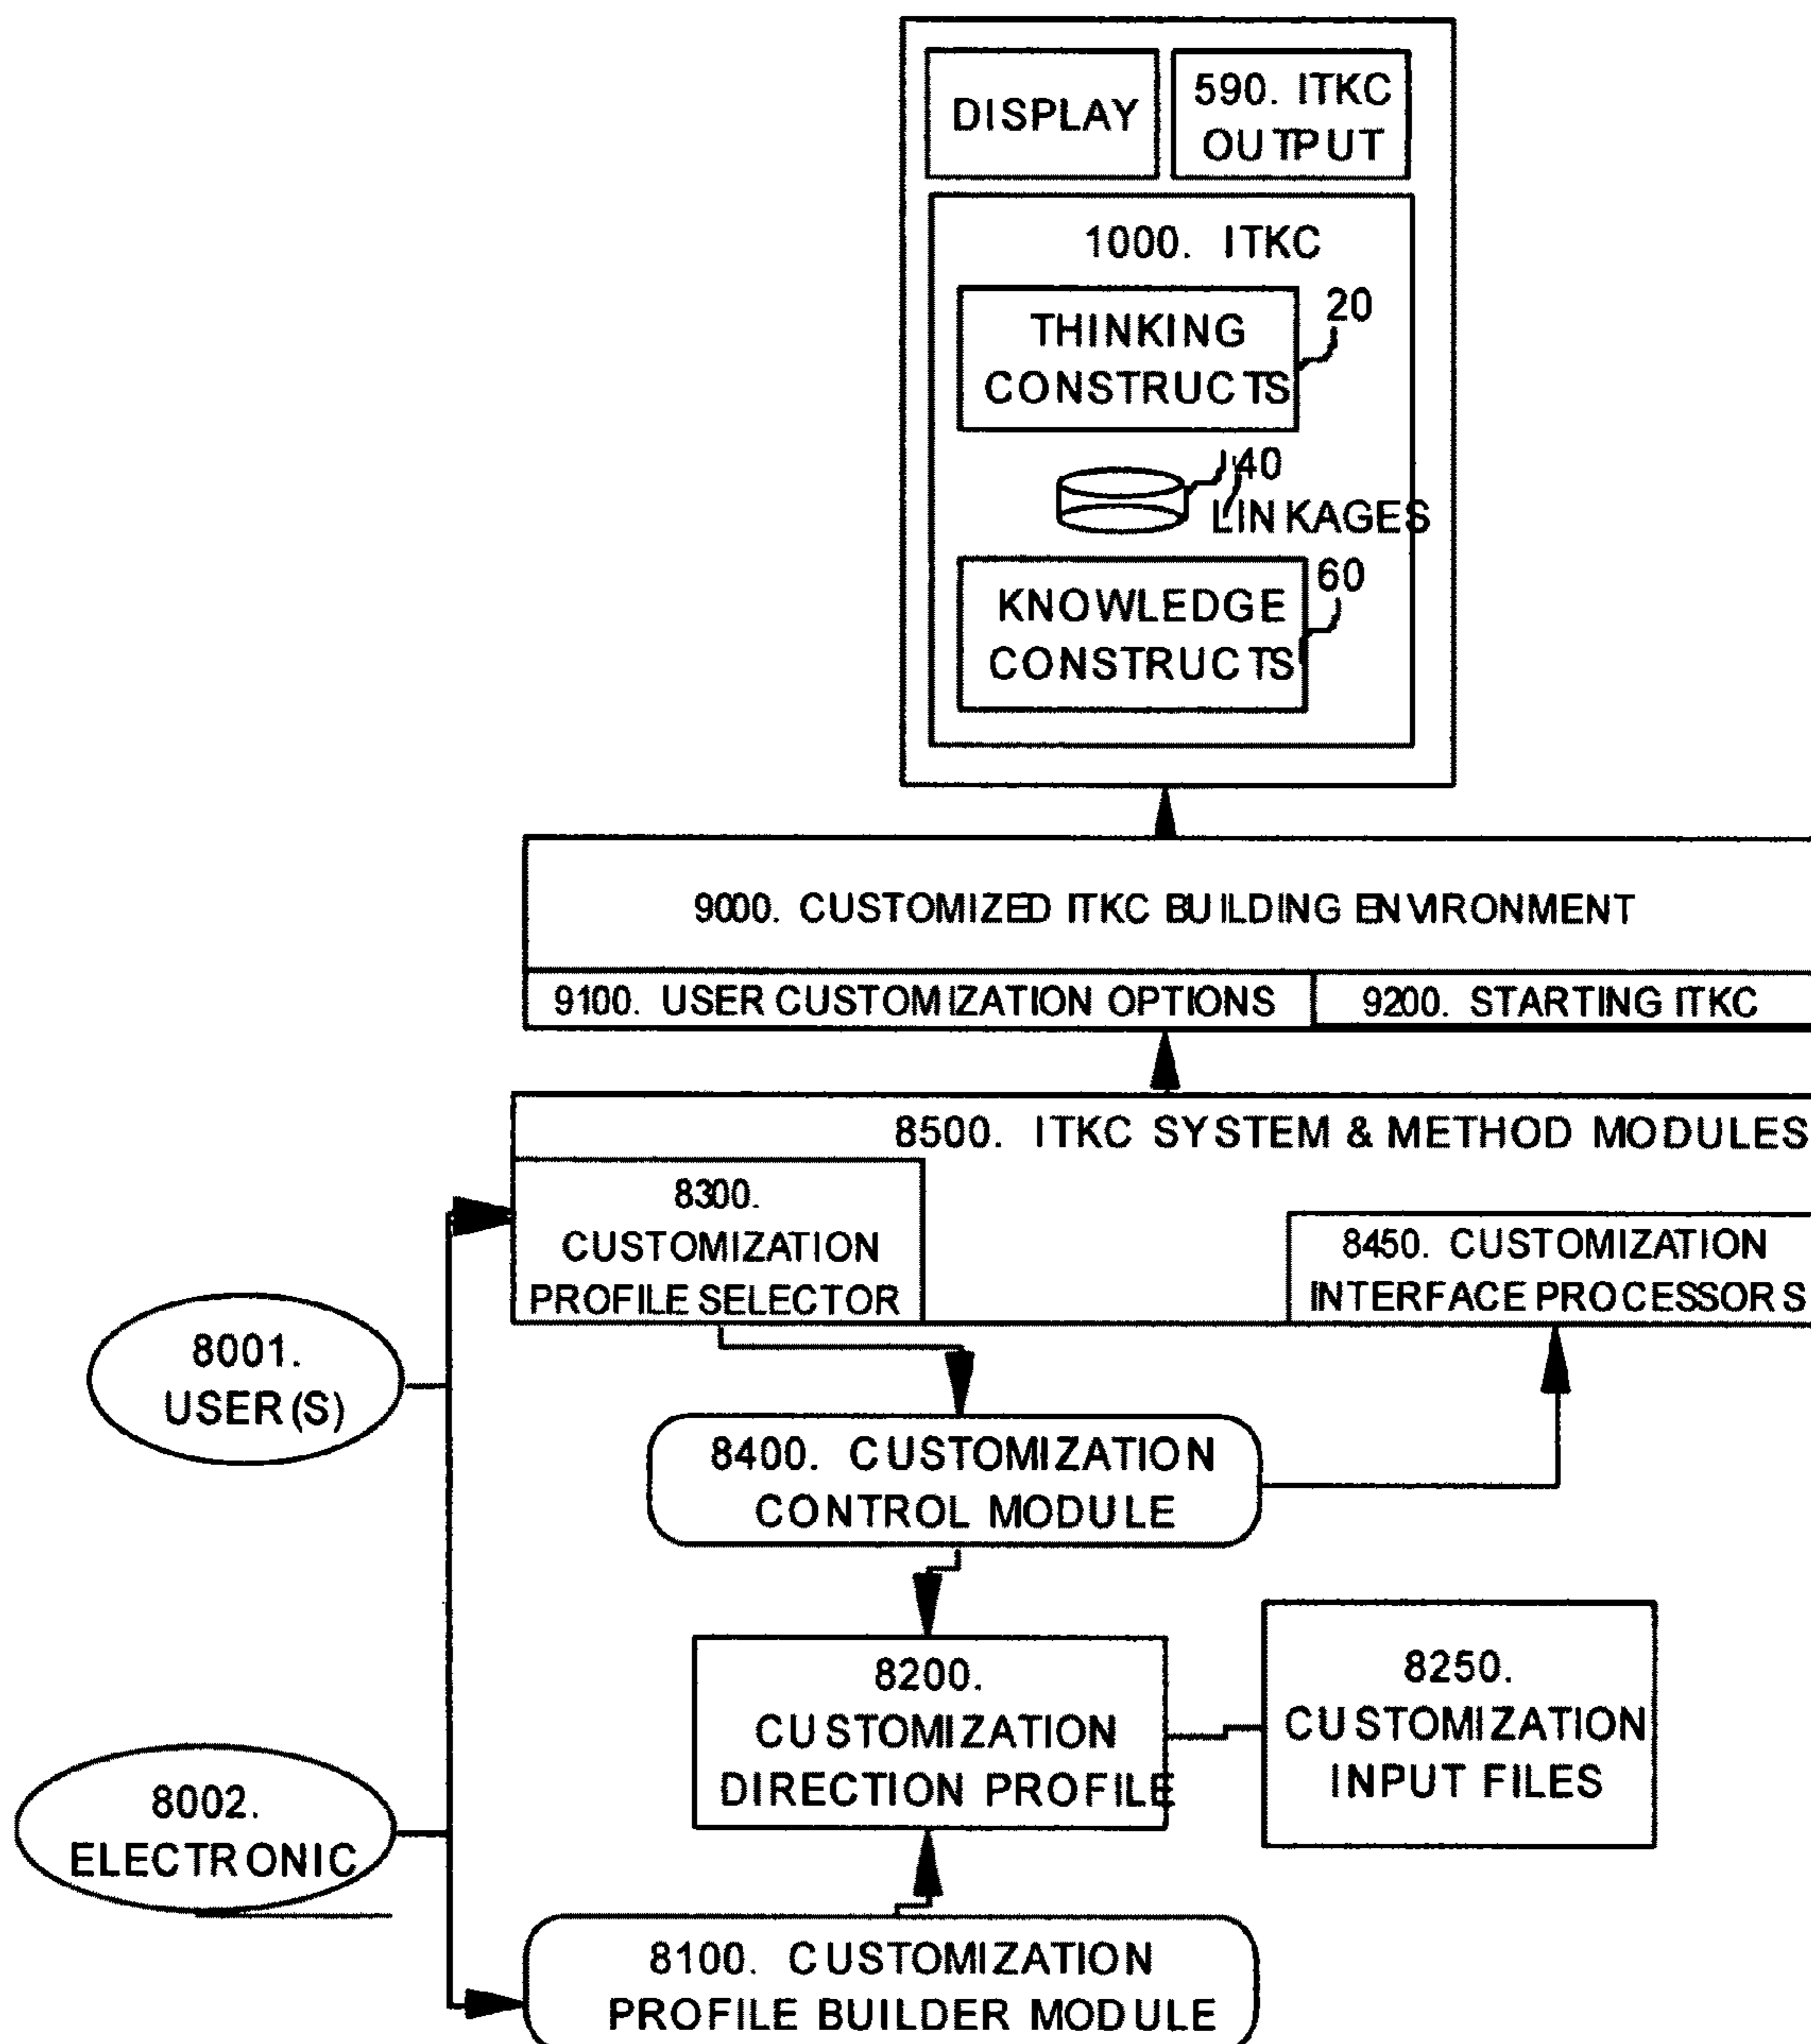 DISPLAY
590. ITKC
OUTPUT
1000. ITKC
THINKING
CONSTRUCTS
20
40
LINKAGES
KNOWLEDGE
CONSTRUCTS
60
9000. CUSTOMIZED ITKC BUILDING ENVIRONMENT
9100. USER CUSTOMIZATION OPTIONS
9200. STARTING ITKC
8500. ITKC SYSTEM & METHOD MODULES
8300.
CUSTOMIZATION
PROFILE SELECTOR
8450. CUSTOMIZATION
INTERFACE PROCESSORS
8001.
USER(S)
8400. CUSTOMIZATION
CONTROL MODULE
8200.
CUSTOMIZATION
DIRECTION PROFILE
8250.
CUSTOMIZATION
INPUT FILES
8002.
ELECTRONIC
8100. CUSTOMIZATION
PROFILE BUILDER MODULE